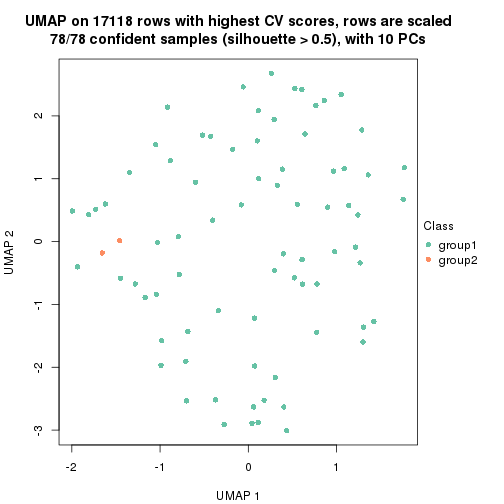 UMAP on 17118 rows with highest CV scores, rows are scaled
78/78 confident samples (silhouette > 0.5), with 10 PCs
UMAP 2
2
1
0
-1
-2
-3
-2
-1
0
1
UMAP 1
Class
group1
group2